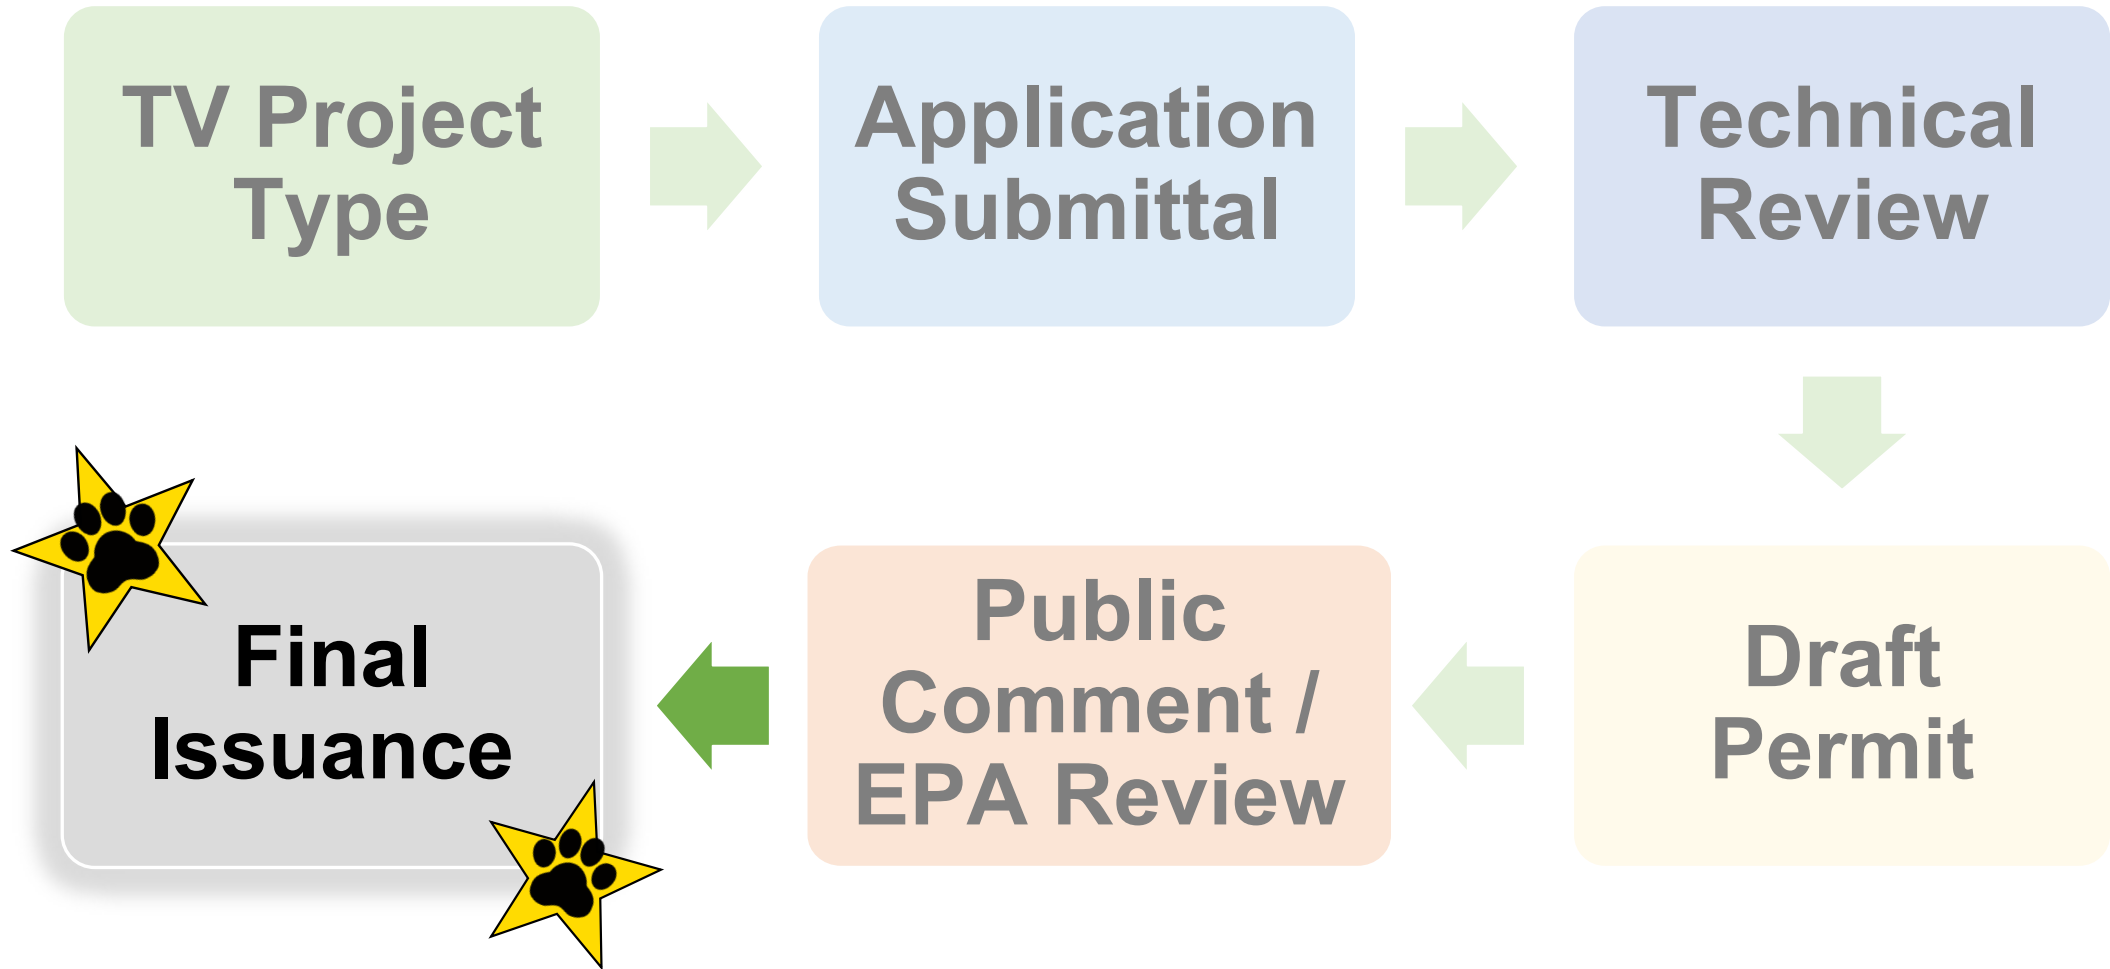 TV Project
Type
Application
Submittal
Technical
Review
Draft
Permit
Public
Comment /
EPA Review
Final
Issuance